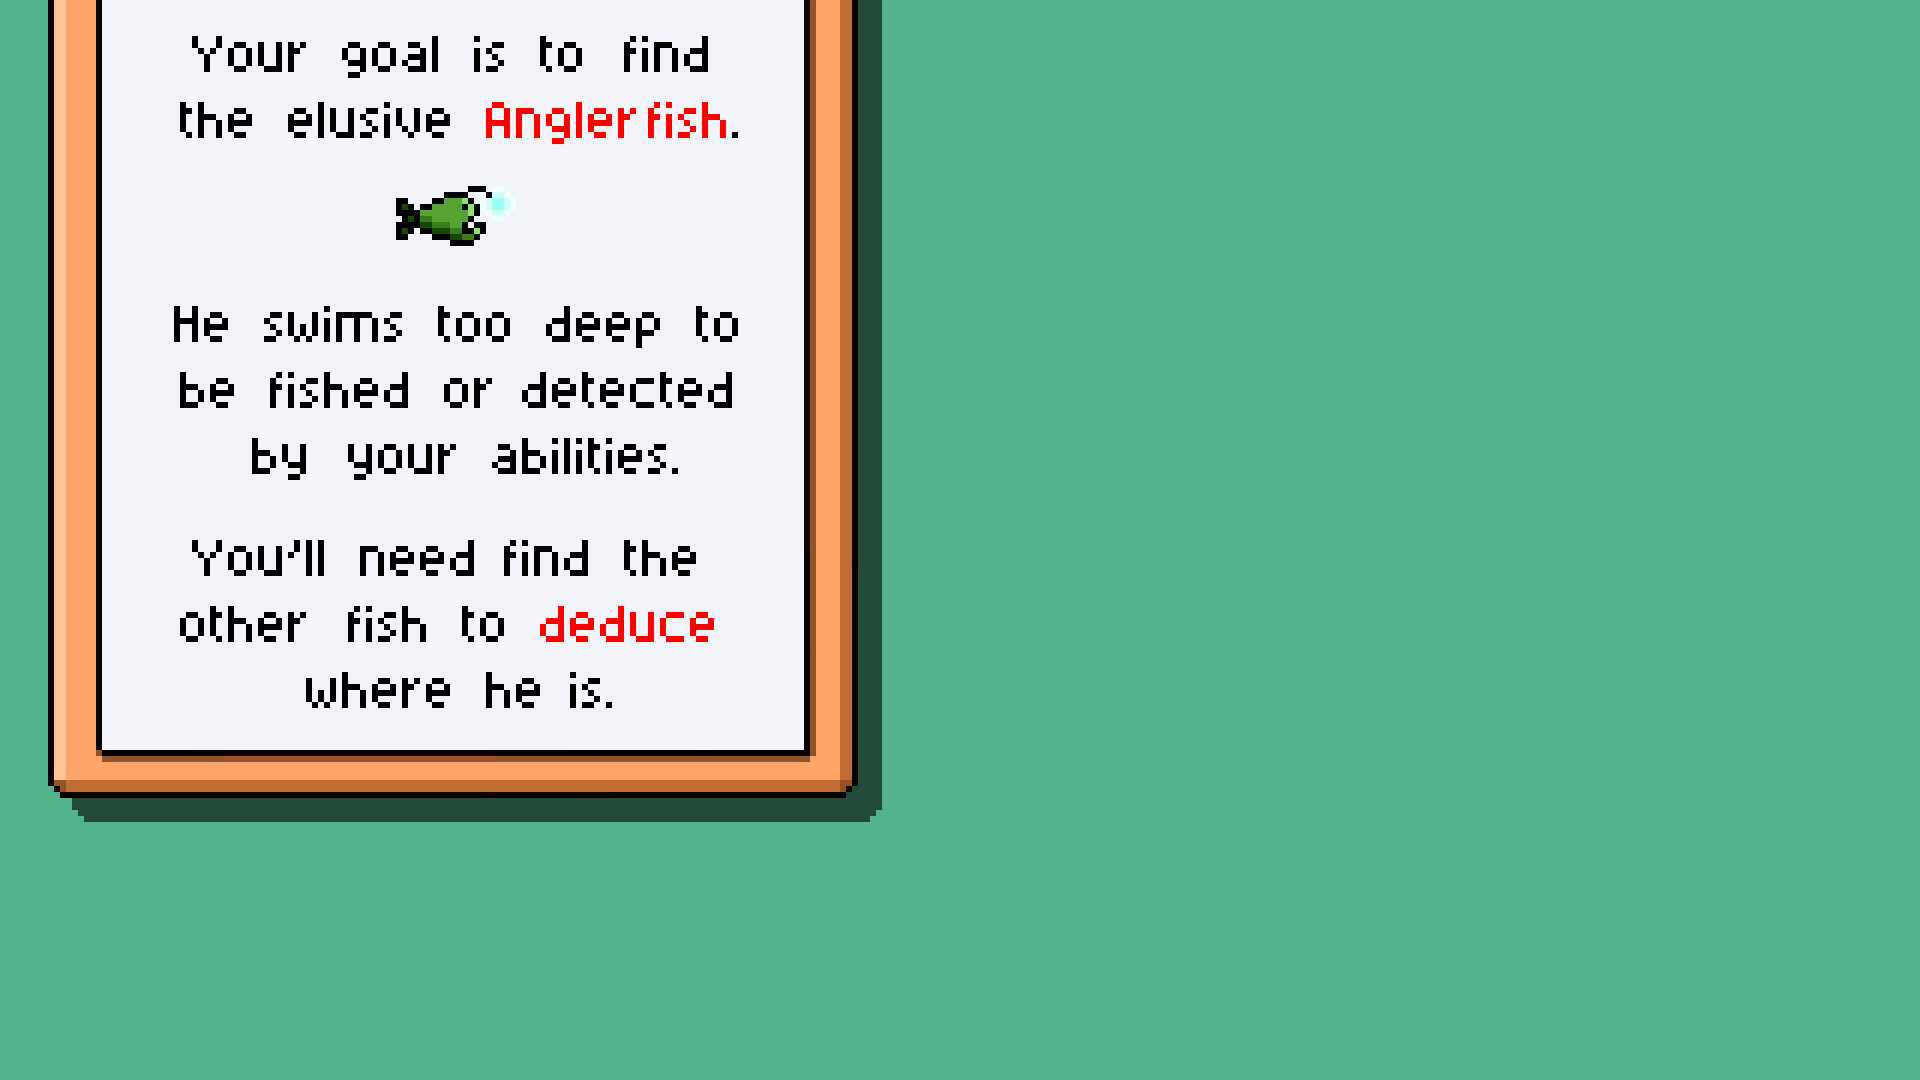 Your goal is to find
the elusive Anglerfish.
He swims too deep to
be fished or detected
by your abilities.
You'll need find the
other fish to deduce
where he is.